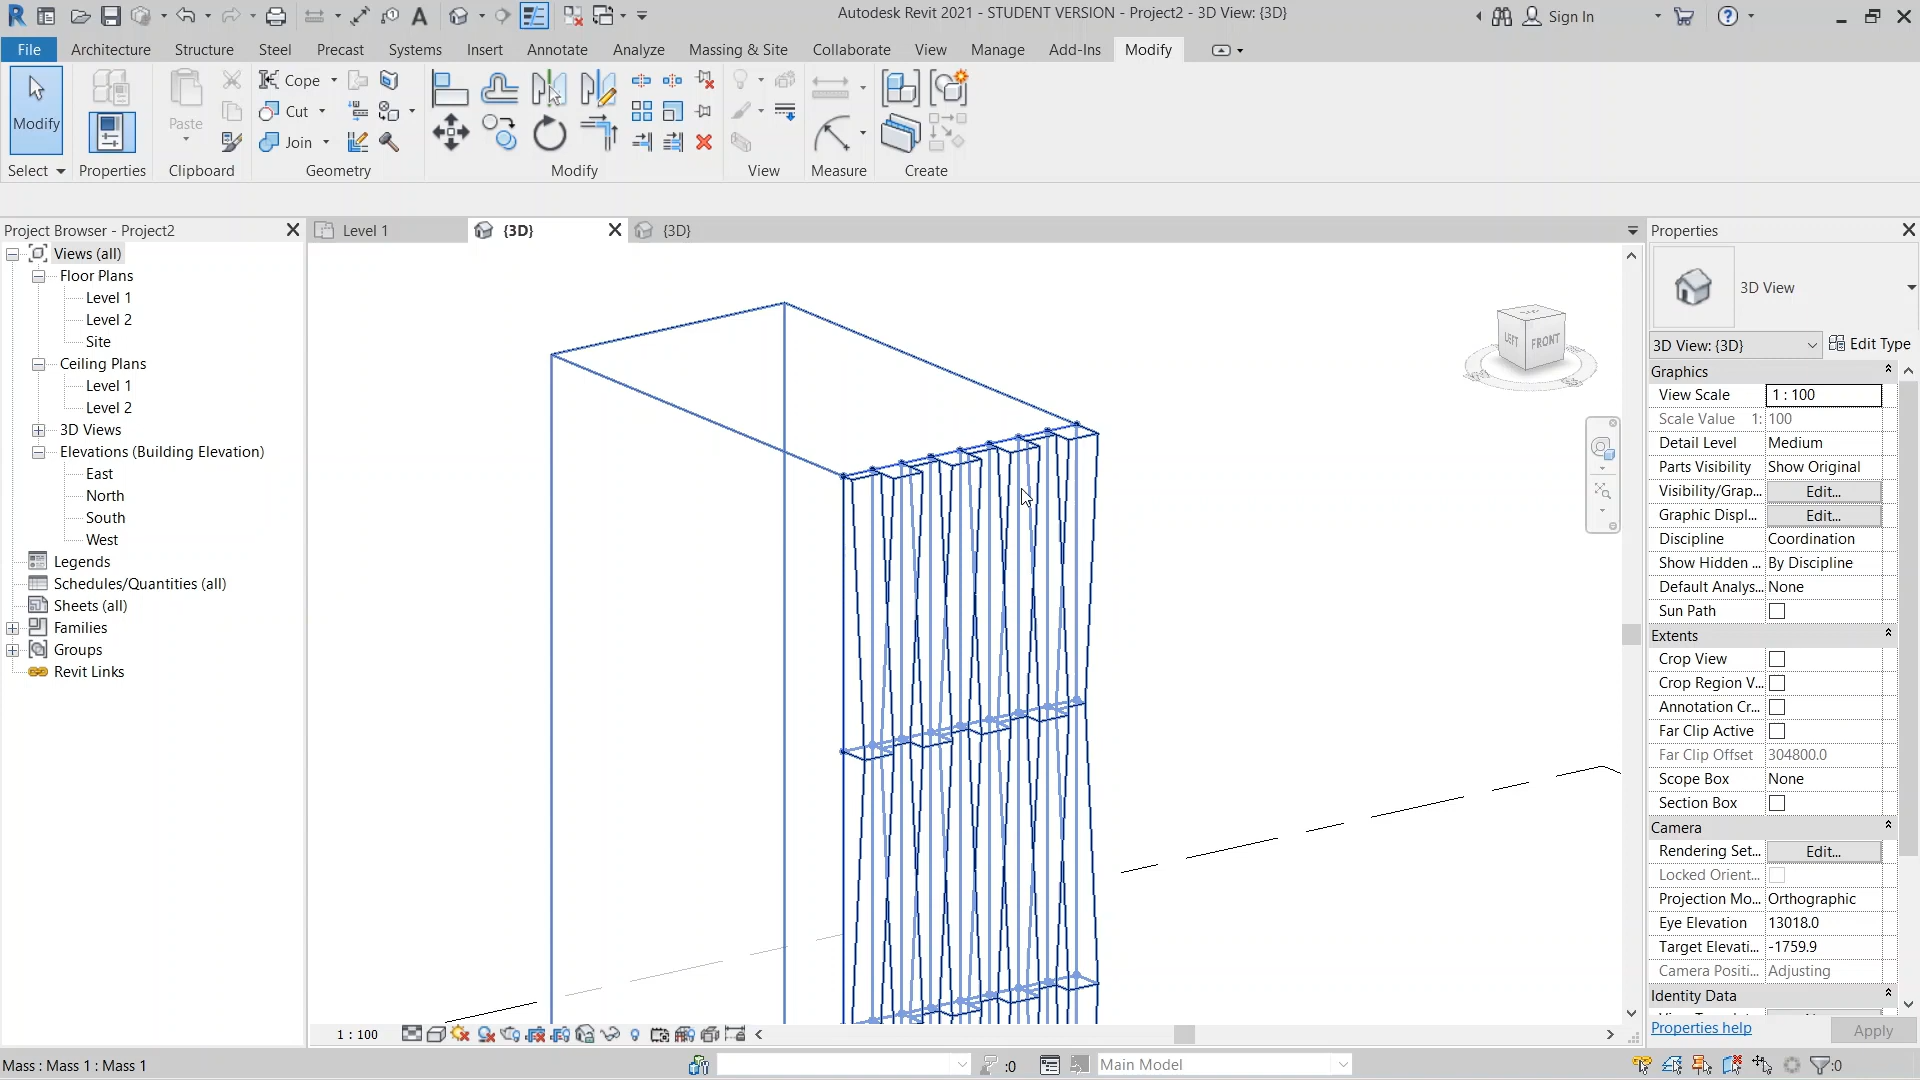 Autodesk Revit 2021 - STUDENT VERSION - Project2 - 3D View: {3D}
Sign In
File
Architecture
Structure
Steel
Precast
Systems
Insert
Annotate
Analyze
Massing & Site
Collaborate
View
Manage
Add-Ins
Modify
Modify
Paste
Cope
Cut
Join
Select
Properties
Clipboard
Geometry
Modify
View
Measure
Create
Project Browser - Project2
Views (all)
Floor Plans
Level 1
Level 2
Site
Ceiling Plans
Level 1
Level 2
3D Views
Elevations (Building Elevation)
East
North
South
West
Legends
Schedules/Quantities (all)
Sheets (all)
Families
Groups
Revit Links
Level 1
{3D}
{3D}
LEFT
FRONT
Properties
3D View
3D View: {3D}
Edit Type
Graphics
View Scale 1 : 100
Scale Value 1: 100
Detail Level Medium
Parts Visibility Show Original
Visibility/Grap... Edit...
Graphic Displ... Edit...
Discipline Coordination
Show Hidden ... By Discipline
Default Analys... None
Sun Path
Extents
Crop View
Crop Region V...
Annotation Cr...
Far Clip Active
Far Clip Offset 304800.0
Scope Box None
Section Box
Camera
Rendering Set... Edit...
Locked Orient...
Projection Mo... Orthographic
Eye Elevation 13018.0
Target Elevati... -1759.9
Camera Positi... Adjusting
Identity Data
Properties help
Apply
1 : 100
Mass : Mass 1 : Mass 1
:0
Main Model
:0